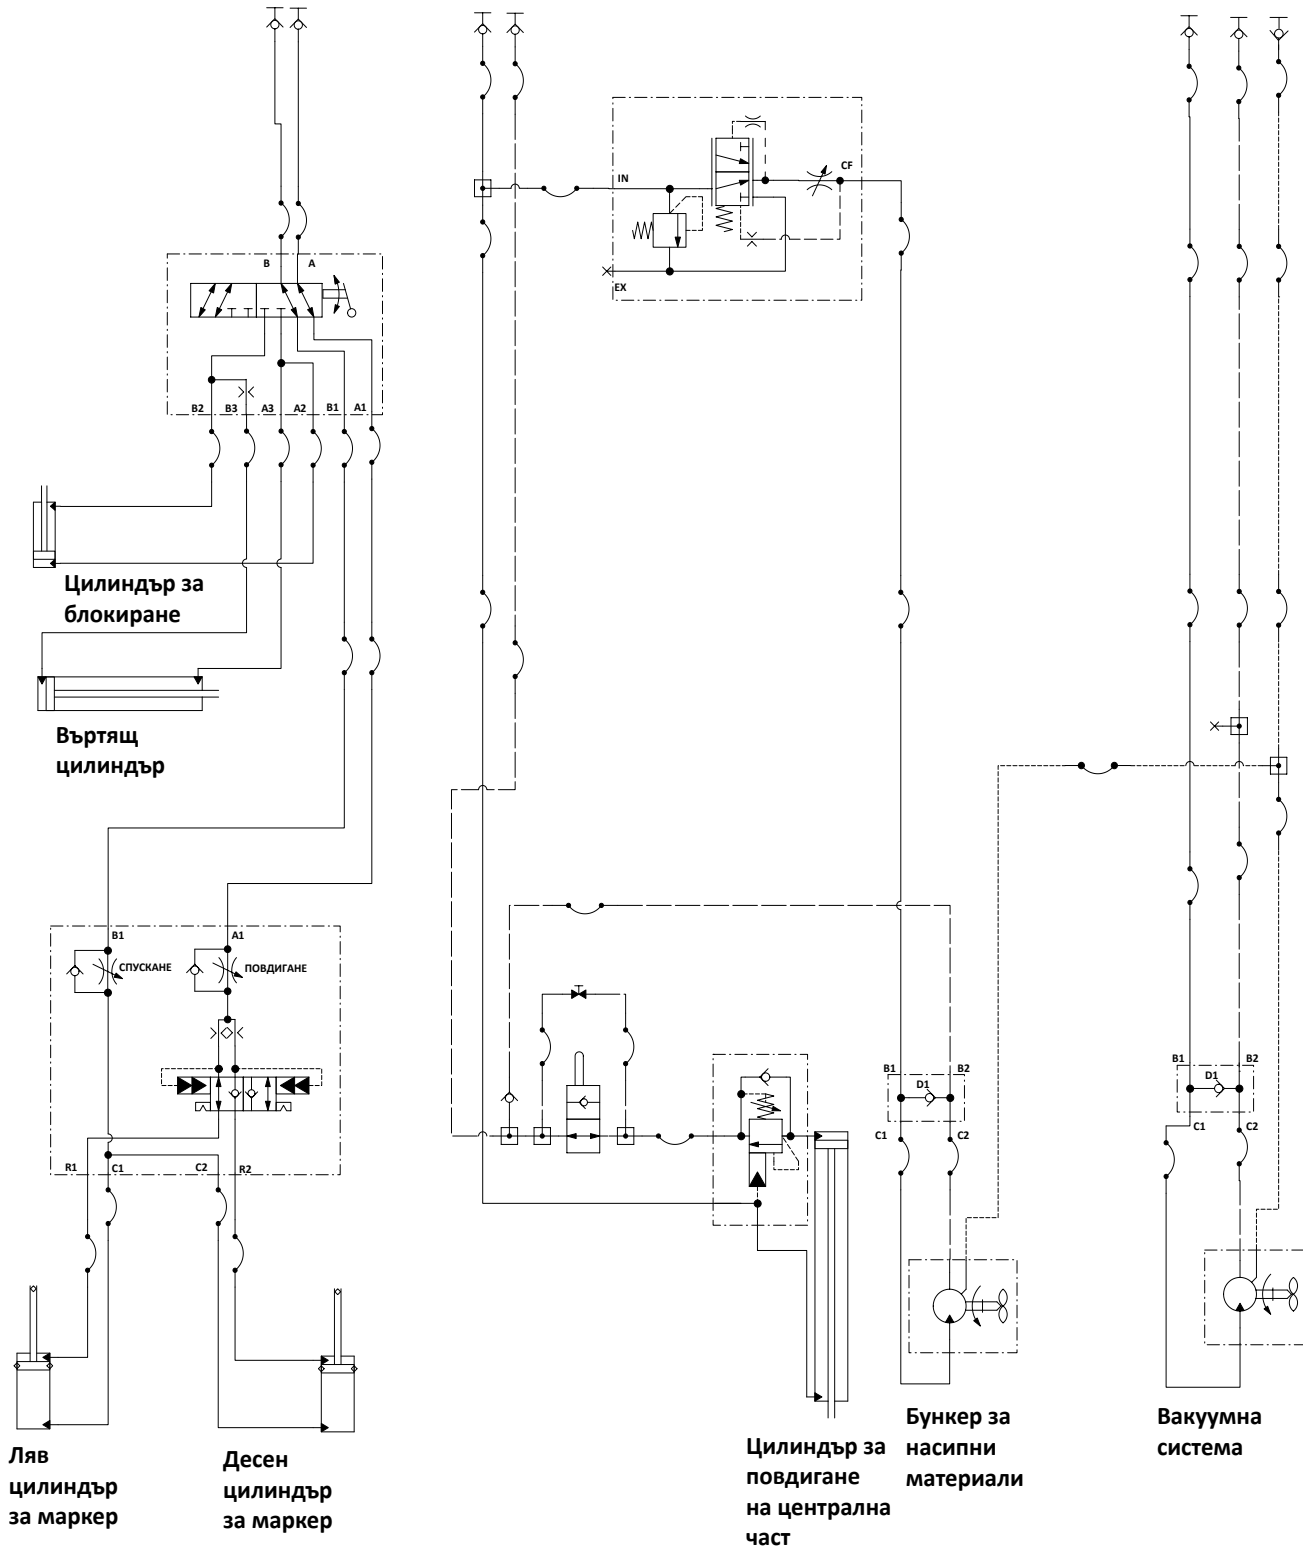 IN
CF
EX
B
A
B2
B3
A3
A2
B1
A1
Цилиндър за
блокиране
Въртящ
цилиндър
B1
A1
СПУСКАНЕ
ПОВДИГАНЕ
R1
C1
C2
R2
B1
B2
D1
C1
C2
B1
B2
D1
C1
C2
Ляв
цилиндър
за маркер
Десен
цилиндър
за маркер
Цилиндър за
повдигане
на централна
част
Бункер за
насипни
материали
Вакуумна
система